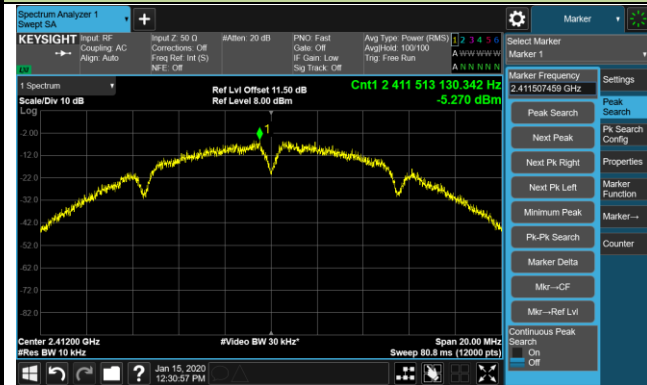 Spectrum Analyzer 1
Swept SA
Marker
KEYSIGHT
Input: RF
Coupling: AC
Align: Auto
Input Z: 50 Ω
Corrections: Off
Freq Ref: Int (S)
NFE: Off
#Atten: 20 dB
PNO: Fast
Gate: Off
IF Gain: Low
Sig Track: Off
Avg Type: Power (RMS)
Avg|Hold: 100/100
Trig: Free Run
1 2 3 4 5 6
A W W W W W
A N N N N N
Select Marker
Marker 1
1 Spectrum
Scale/Div 10 dB
Log
Ref Lvl Offset 11.50 dB
Ref Level 8.00 dBm
Cnt1 2 411 513 130.342 Hz
-5.270 dBm
Marker Frequency
2.411507459 GHz
Peak Search
Next Peak
Next Pk Right
Next Pk Left
Minimum Peak
Pk-Pk Search
Marker Delta
Mkr→CF
Mkr→Ref Lvl
Continuous Peak
Search
On
Off
Settings
Peak
Search
Pk Search
Config
Properties
Marker
Function
Marker→
Counter
1
-2.00
-12.0
-22.0
-32.0
-42.0
-52.0
-62.0
-72.0
-82.0
Center 2.41200 GHz
#Res BW 10 kHz
#Video BW 30 kHz*
Span 20.00 MHz
Sweep 80.8 ms (12000 pts)
?
Jan 15, 2020
12:30:57 PM